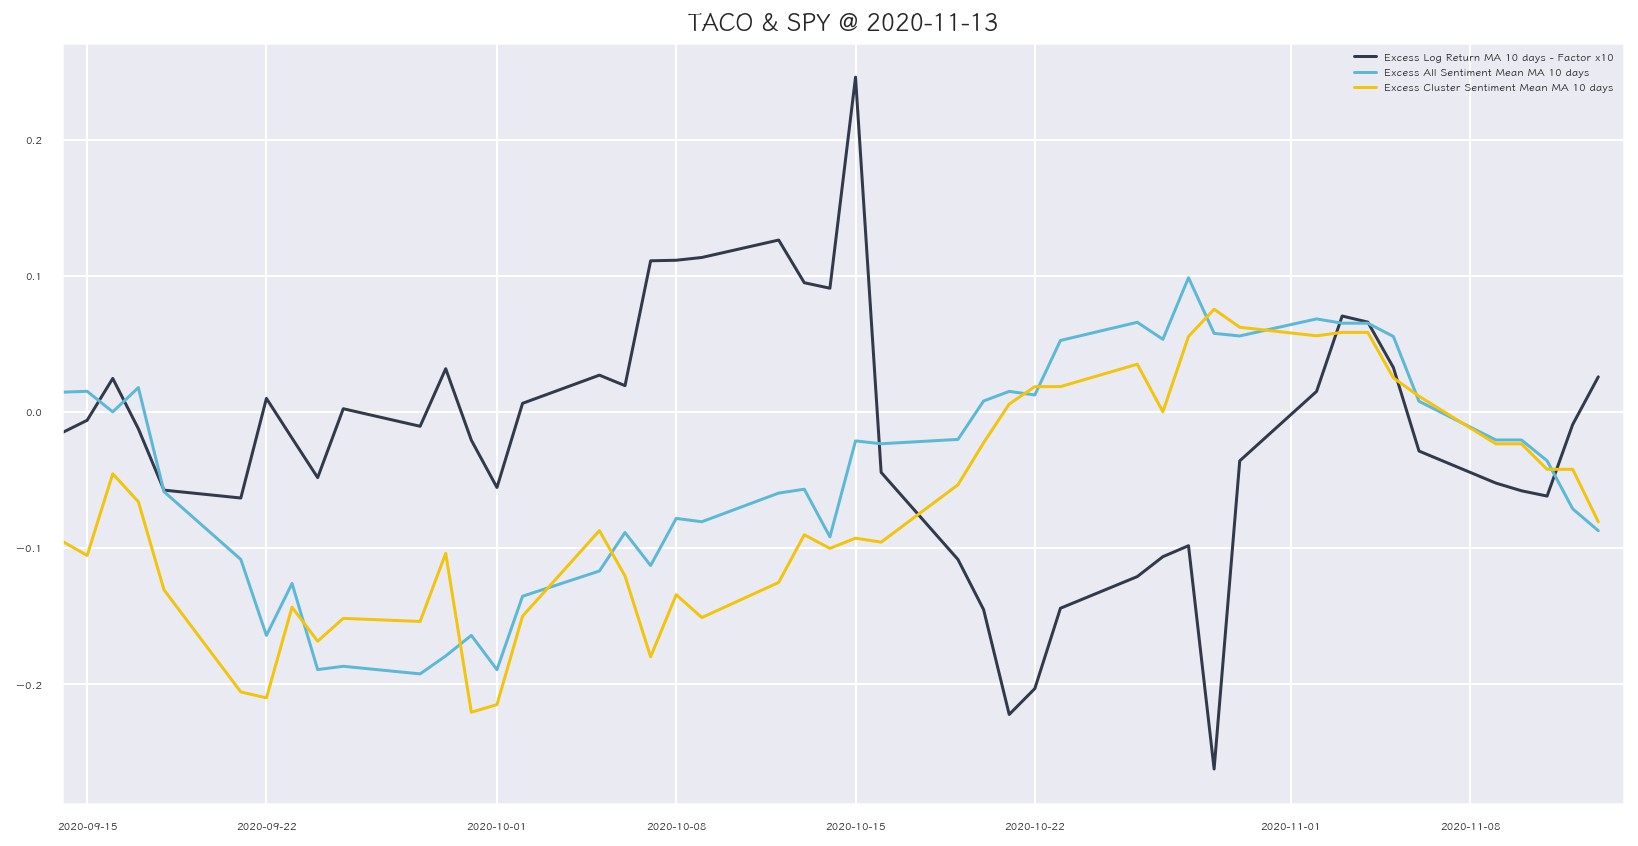 TACO & SPY @ 2020-11-13
Excess Log Return MA 10 days - Factor x10
Excess All Sentiment Mean MA 10 days
Excess Cluster Sentiment Mean MA 10 days
0.2
0.1
0.0
−0.1
−0.2
2020-09-15 2020-09-22 2020-10-01 2020-10-08 2020-10-15 2020-10-22 2020-11-01 2020-11-08